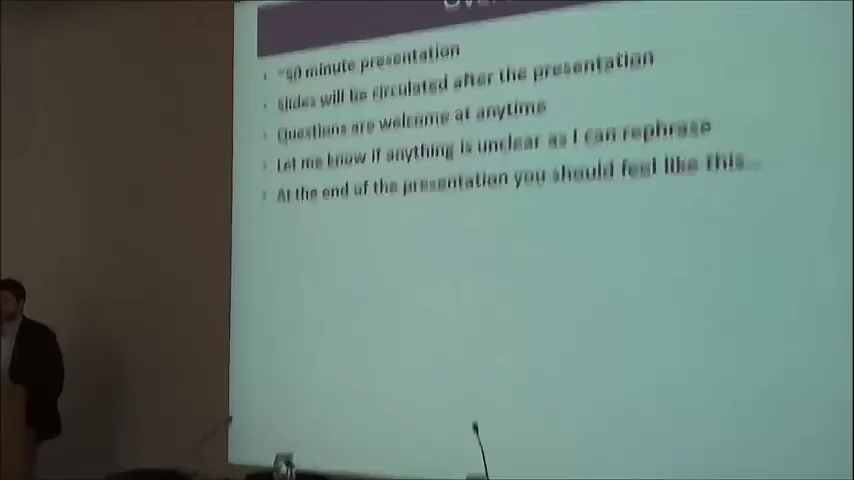 ~50 minute presentation
Slides will be circulated after the presentation
Questions are welcome at anytime
Let me know if anything is unclear as I can rephrase
At the end of the presentation you should feel like this...